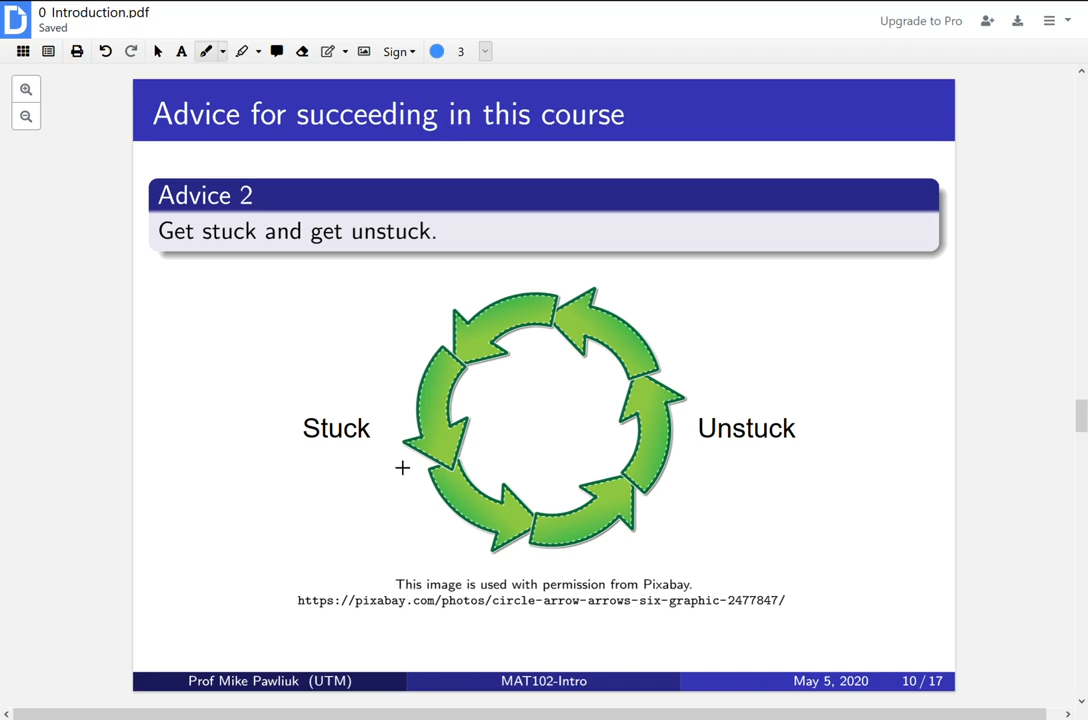 0 Introduction.pdf
Saved
Upgrade to Pro
A
Sign
3
Advice for succeeding in this course
Advice 2
Get stuck and get unstuck.
Stuck
Unstuck
This image is used with permission from Pixabay.
https://pixabay.com/photos/circle-arrow-arrows-six-graphic-2477847/
Prof Mike Pawliuk (UTM) MAT102-Intro May 5, 2020 10 / 17